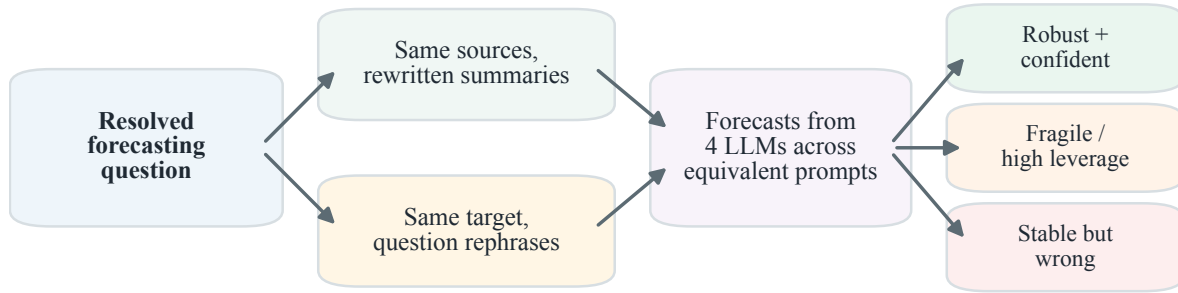 Resolved
forecasting
question
Same sources,
rewritten summaries
Same target,
question rephrases
Forecasts from
4 LLMs across
equivalent prompts
Robust +
confident
Fragile /
high leverage
Stable but
wrong